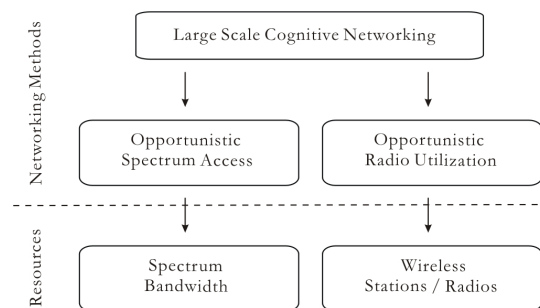 Large Scale Cognitive Networking
Networking Methods
Opportunistic
Spectrum Access
Opportunistic
Radio Utilization
Resources
Spectrum
Bandwidth
Wireless
Stations / Radios